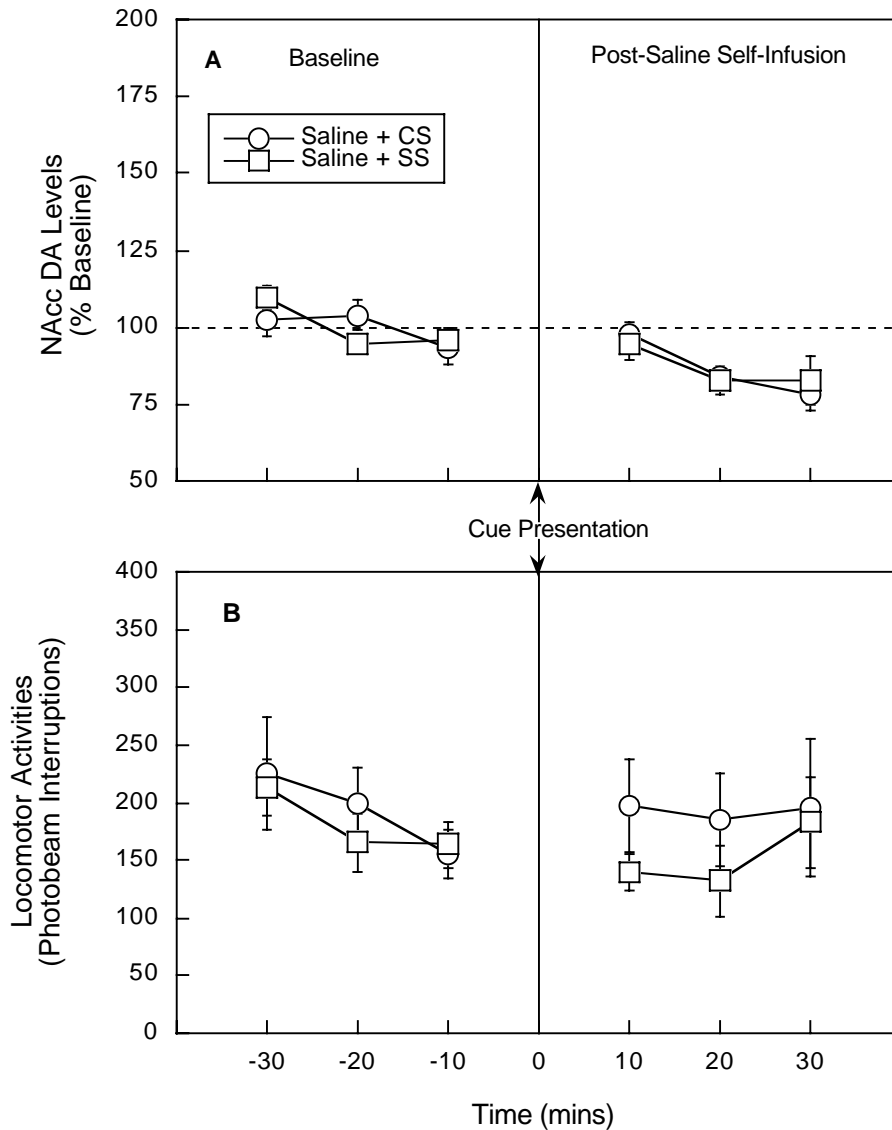 200
175
150
125
100
75
50
NAcc DA Levels
(% Baseline)
A
Baseline
Post-Saline Self-Infusion
Saline + CS
Saline + SS
Cue Presentation
400
350
300
250
200
150
100
50
0
Locomotor Activities
(Photobeam Interruptions)
B
-30 -20 -10 0 10 20 30
Time (mins)